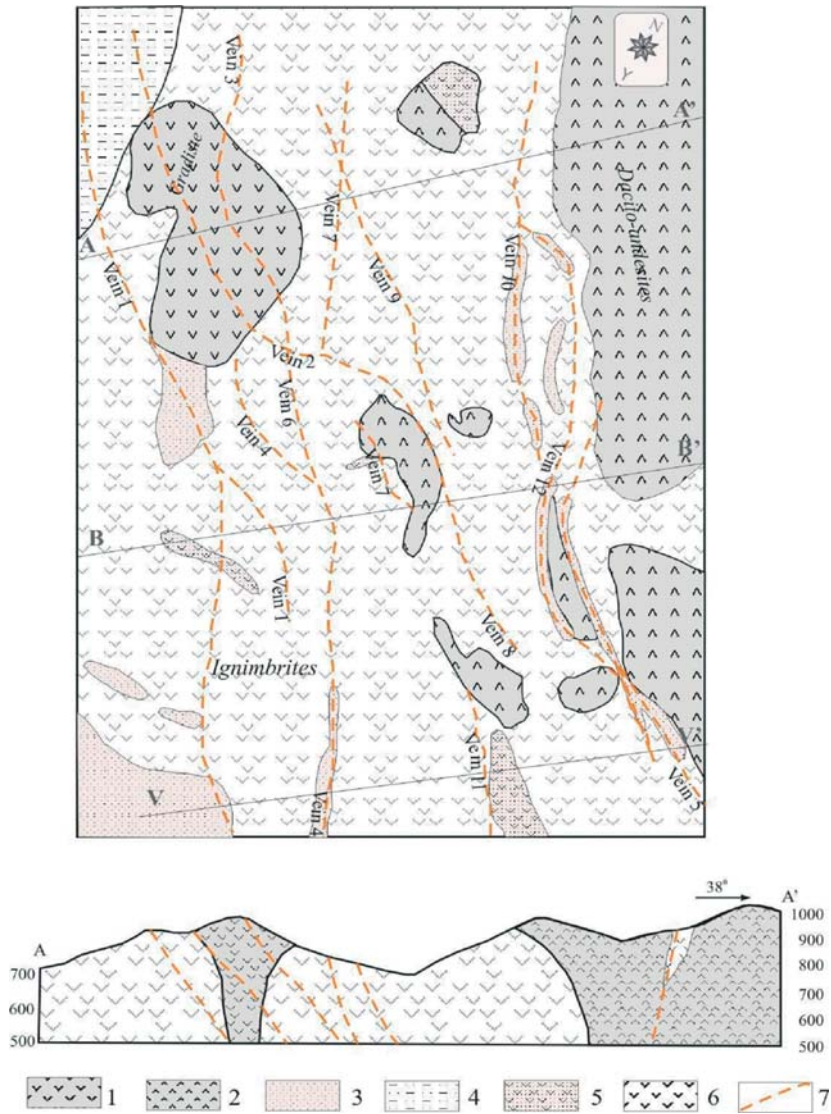 N
Y
Vein 3
A'
Grdiste
Dacito-andesites
A
Vein 7
Vein 1
Vein 10
Vein 9
Vein 2
Vein 6
Vein 4
Vein 7
B'
Vein 12
B
Vein 1
Vein 8
Ignimbrites
V'
Vein 11
V
Vein 5
Vein 4
38°
A'
A
1000
900
800
700
600
500
700
600
500
1
2
3
4
5
6
7